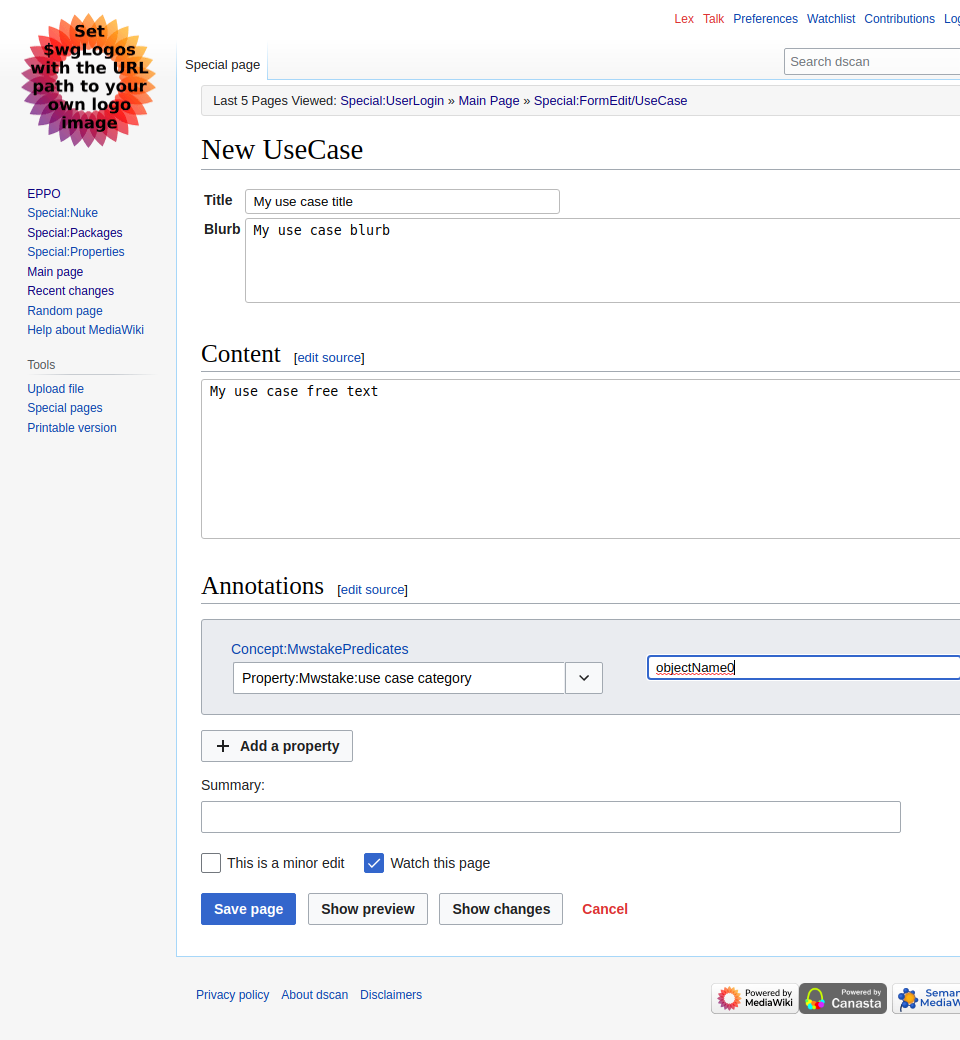 Set
$wgLogos
with the URL
path to your
own logo
image
Lex Talk Preferences Watchlist Contributions
Special page
Search dscan
Last 5 Pages Viewed: Special:UserLogin » Main Page » Special:FormEdit/UseCase
New UseCase
EPPO
Special:Nuke
Special:Packages
Special:Properties
Main page
Recent changes
Random page
Help about MediaWiki
Tools
Upload file
Special pages
Printable version
Title My use case title
Blurb My use case blurb
Content [edit source]
My use case free text
Annotations [edit source]
Concept:MwstakePredicates
Property:Mwstake:use case category
objectName0
Add a property
Summary:
This is a minor edit Watch this page
Save page Show preview Show changes Cancel
Privacy policy About dscan Disclaimers
Powered by
MediaWiki
Powered by
Canasta